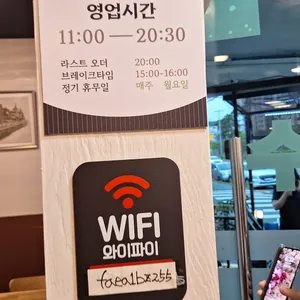 영업시간
11:00 — 20:30
라스트 오더 20:00
브레이크타임 15:00-16:00
정기 휴무일 매주 월요일
WIFI
와이파이